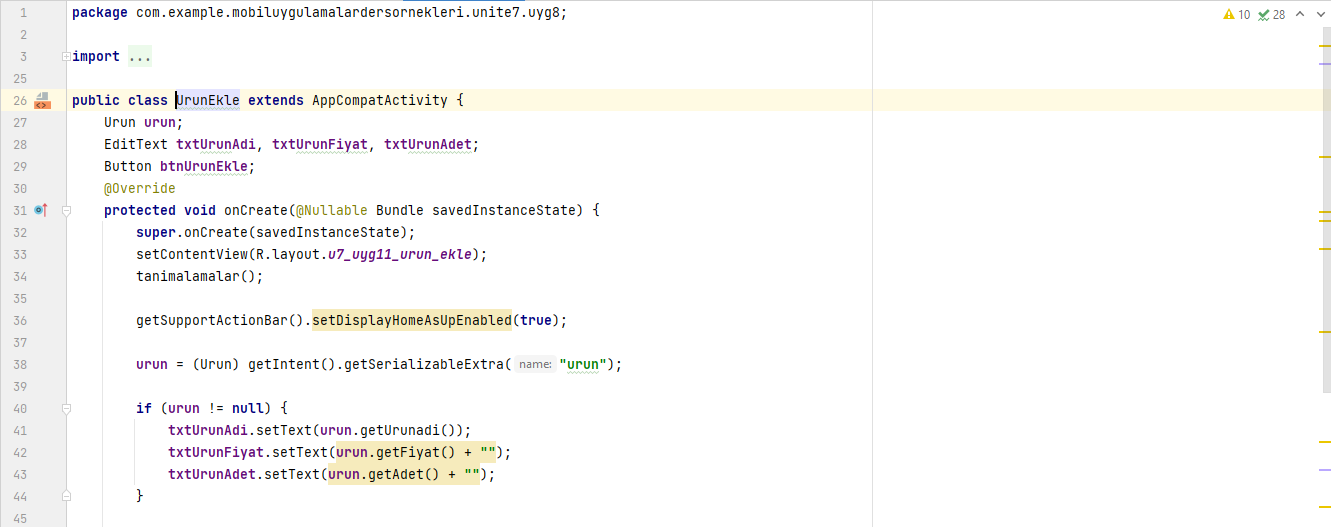 1 package com.example.mobiluygulamalardersornekleri.unite7.uyg8;
10 28
2
3 import ...
25
26 public class UrunEkle extends AppCompatActivity {
27 Urun urun;
28 EditText txtUrunAdi, txtUrunFiyat, txtUrunAdet;
29 Button btnUrunEkle;
30 @Override
31 protected void onCreate(@Nullable Bundle savedInstanceState) {
32 super.onCreate(savedInstanceState);
33 setContentView(R.layout.u7_uyg11_urun_ekle);
34 tanimalamalar();
35
36 getSupportActionBar().setDisplayHomeAsUpEnabled(true);
37
38 urun = (Urun) getIntent().getSerializableExtra( name: "urun");
39
40 if (urun != null) {
41 txtUrunAdi.setText(urun.getUrunadi());
42 txtUrunFiyat.setText(urun.getFiyat() + "");
43 txtUrunAdet.setText(urun.getAdet() + "");
44 }
45